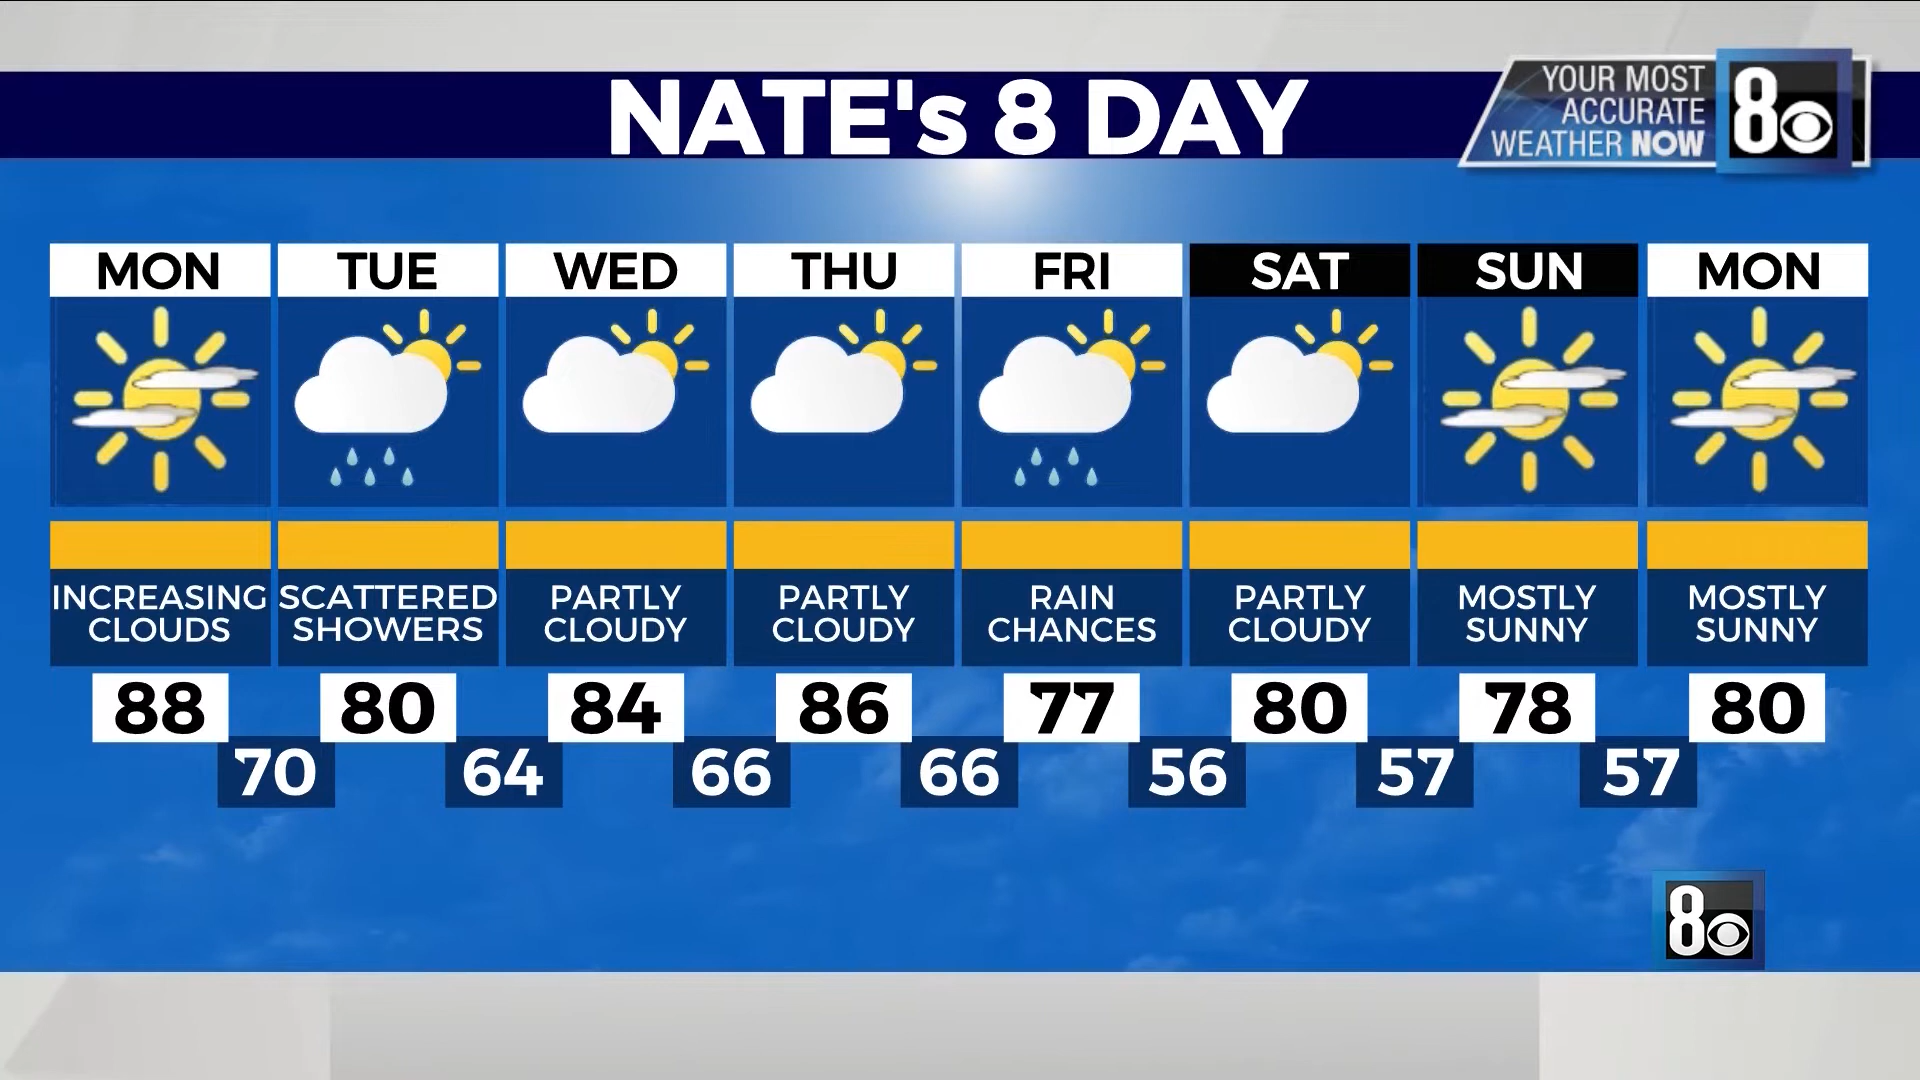 NATE's 8 DAY
YOUR MOST
ACCURATE
WEATHER NOW
8
MON TUE WED THU FRI SAT SUN MON
INCREASING CLOUDS
SCATTERED SHOWERS
PARTLY CLOUDY
PARTLY CLOUDY
RAIN CHANCES
PARTLY CLOUDY
MOSTLY SUNNY
MOSTLY SUNNY
88 80 84 86 77 80 78 80
70 64 66 66 56 57 57
8